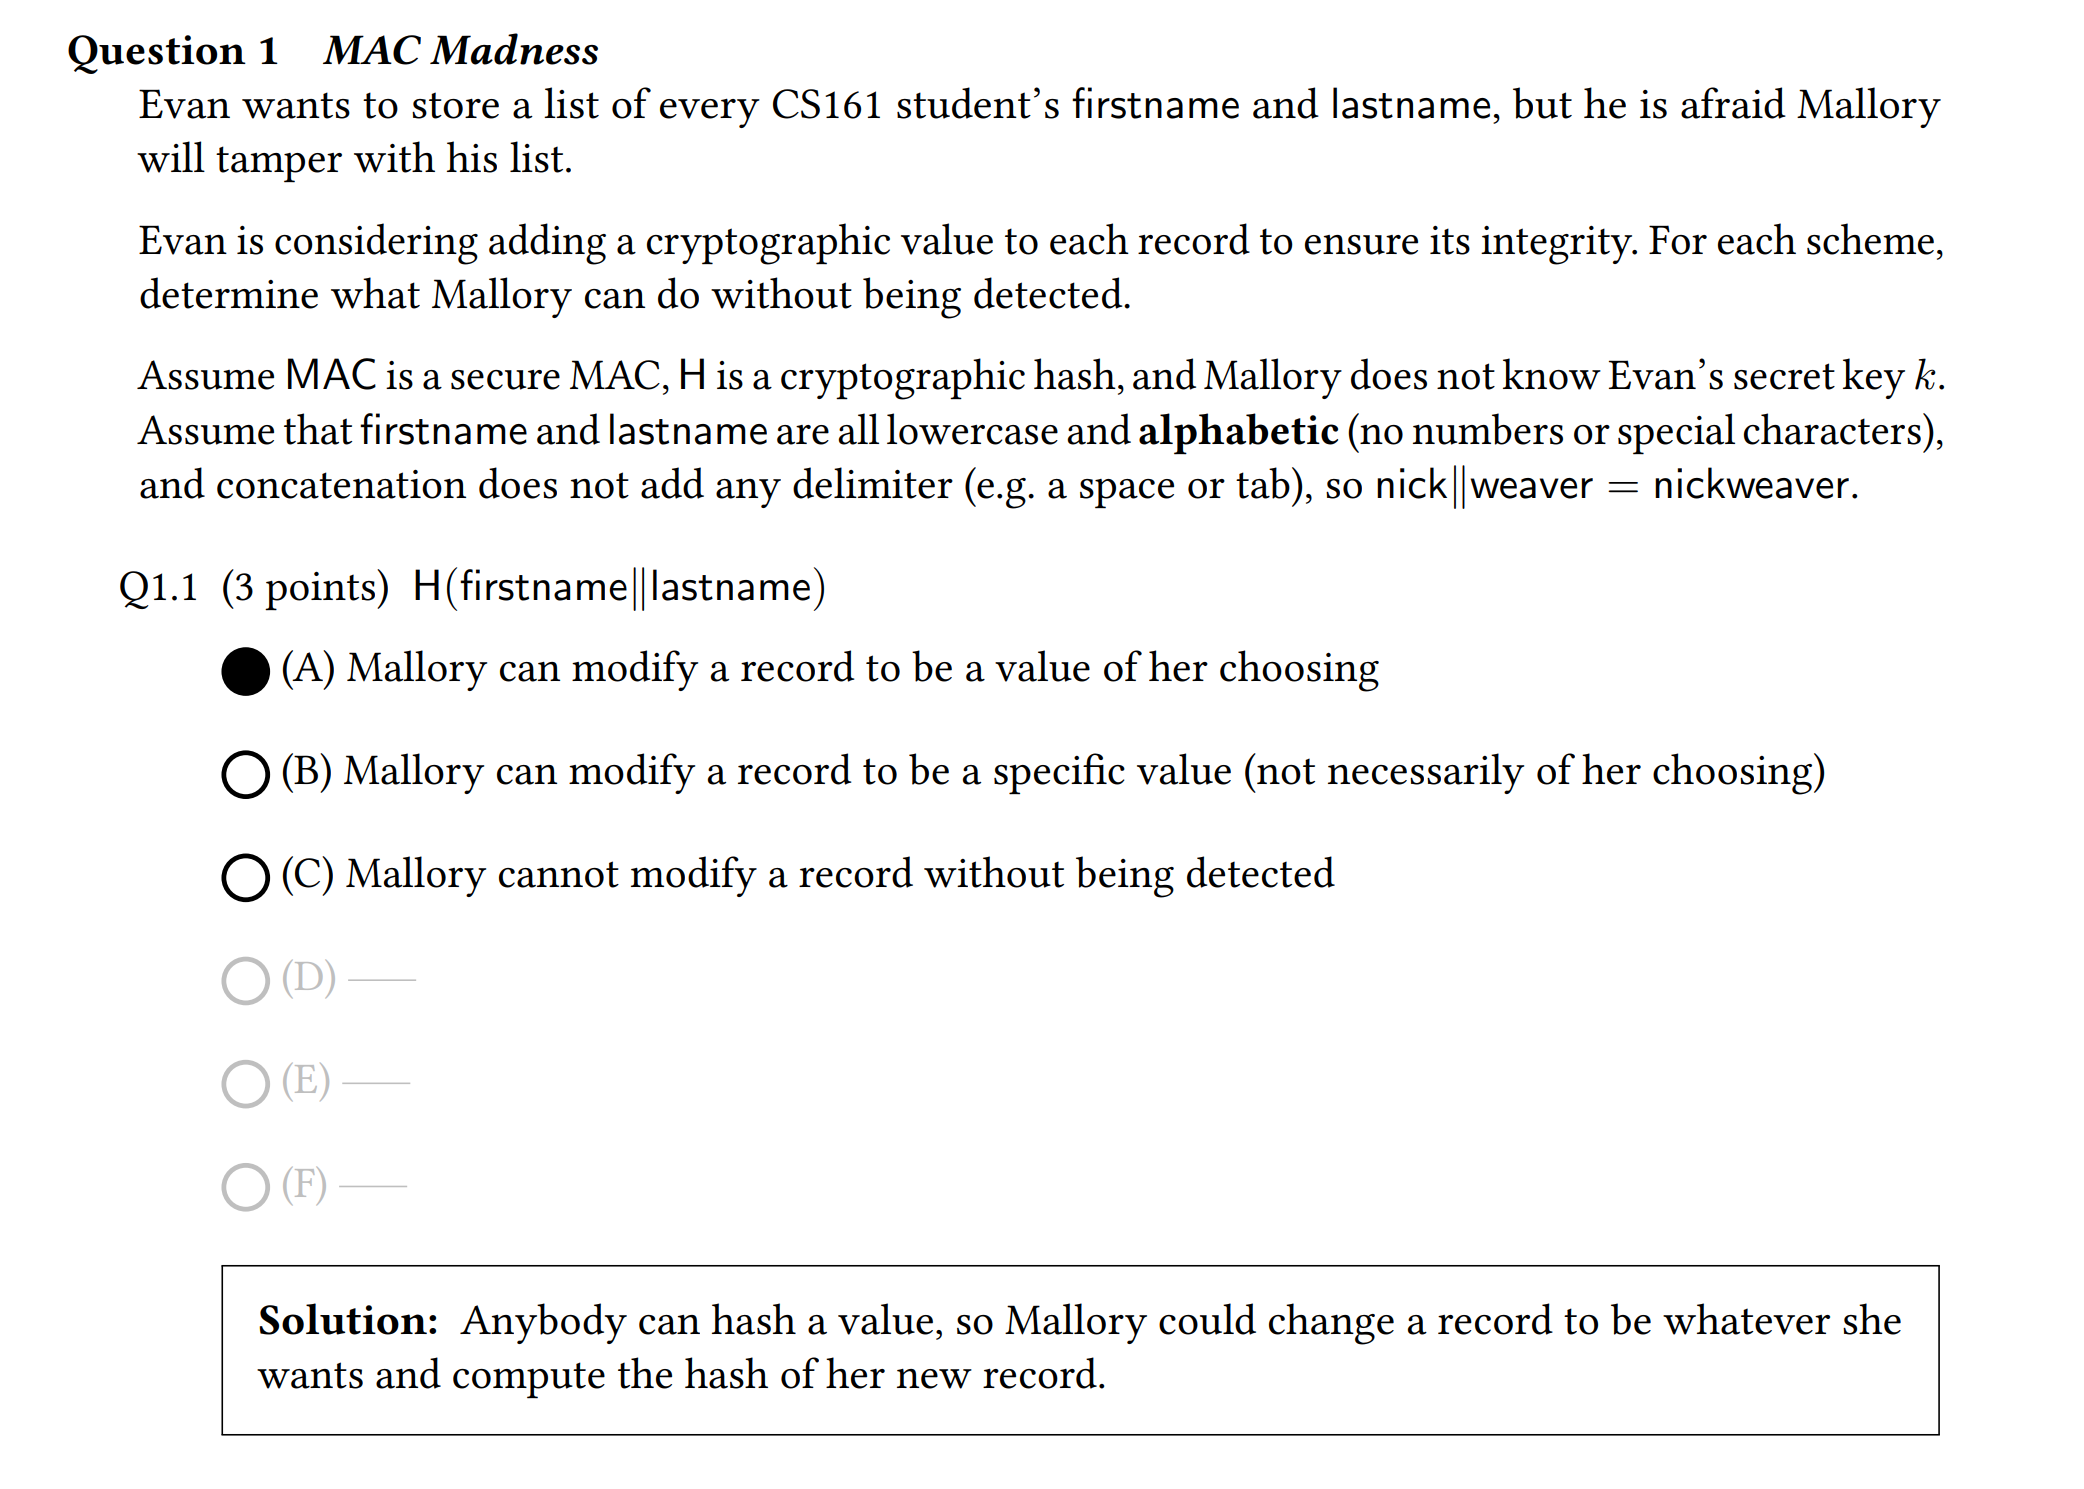 Question 1 MAC Madness
Evan wants to store a list of every CS161 student’s firstname and lastname, but he is afraid Mallory
will tamper with his list.
Evan is considering adding a cryptographic value to each record to ensure its integrity. For each scheme,
determine what Mallory can do without being detected.
Assume MAC is a secure MAC, H is a cryptographic hash, and Mallory does not know Evan’s secret key k.
Assume that firstname and lastname are all lowercase and alphabetic (no numbers or special characters),
and concatenation does not add any delimiter (e.g. a space or tab), so nick||weaver = nickweaver.
Q1.1 (3 points) H(firstname||lastname)
(A) Mallory can modify a record to be a value of her choosing
(B) Mallory can modify a record to be a specific value (not necessarily of her choosing)
(C) Mallory cannot modify a record without being detected
(D) ——
(E) ——
(F) ——
Solution: Anybody can hash a value, so Mallory could change a record to be whatever she
wants and compute the hash of her new record.